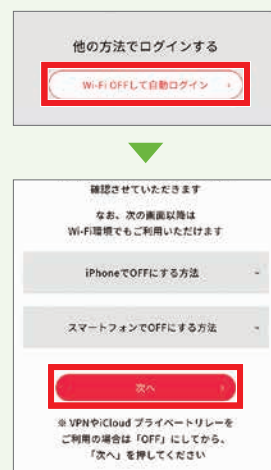 他の方法でログインする
Wi-Fi OFFして自動ログイン
確認させていただきます
なお、次の画面以降は
Wi-Fi環境でもご利用いただけます
iPhoneでOFFにする方法
スマートフォンでOFFにする方法
次へ
※ VPNやiCloud プライベートリレーを
ご利用の場合は「OFF」にしてから、
「次へ」を押してください